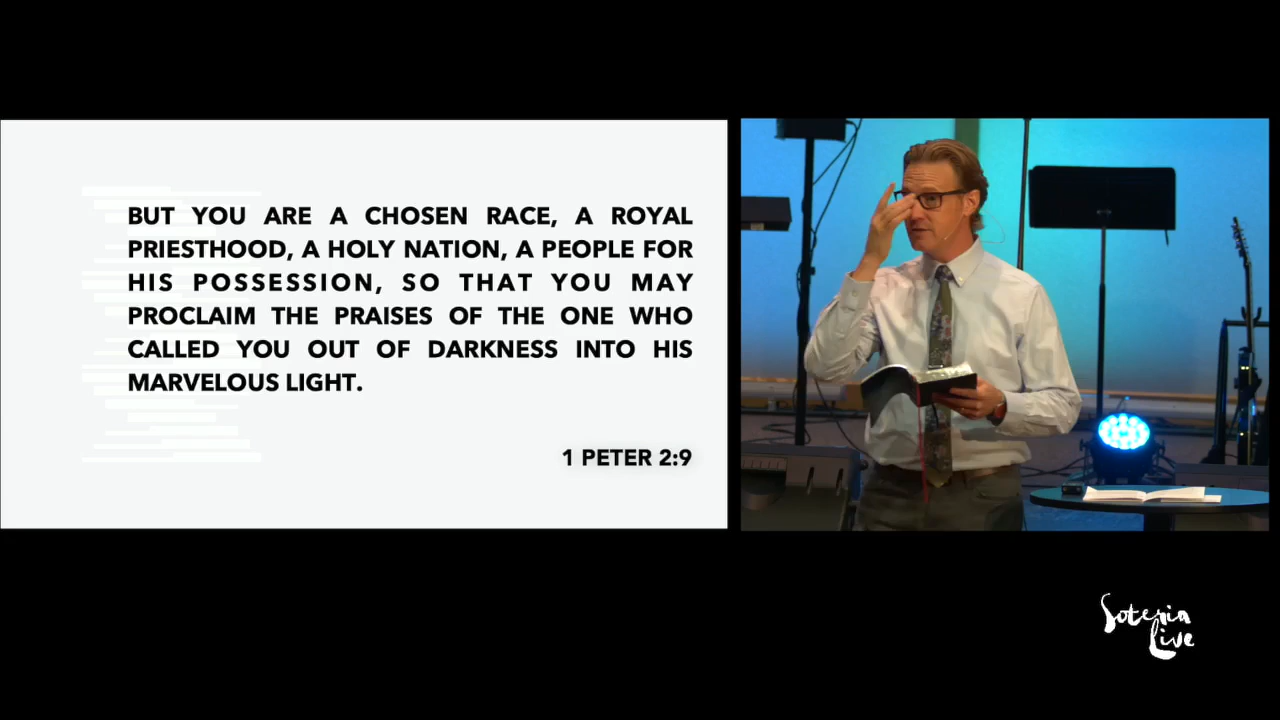 BUT YOU ARE A CHOSEN RACE, A ROYAL
PRIESTHOOD, A HOLY NATION, A PEOPLE FOR
HIS POSSESSION, SO THAT YOU MAY
PROCLAIM THE PRAISES OF THE ONE WHO
CALLED YOU OUT OF DARKNESS INTO HIS
MARVELOUS LIGHT.
1 PETER 2:9
Soteria
Live